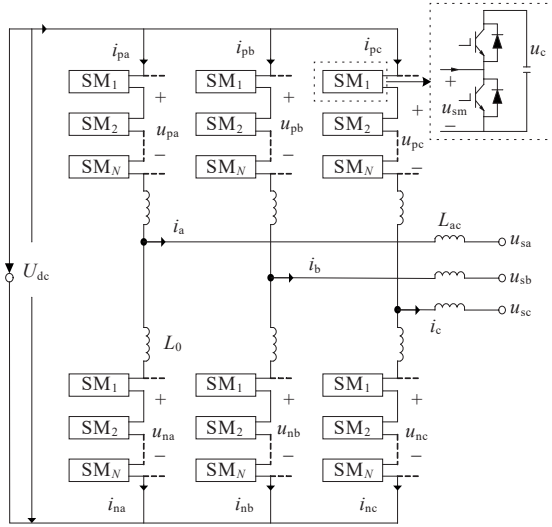 i_pa i_pb i_pc
SM_1 SM_1 SM_1
+ +
u_c
+
u_sm
−
SM_2 SM_2 SM_2
+
u_pa u_pb u_pc
− − −
SM_N SM_N SM_N
L_ac
i_a
u_sa
U_dc
i_b
u_sb
u_sc
i_c
L_0
SM_1 SM_1 SM_1
+ + +
SM_2 SM_2 SM_2
u_na u_nb u_nc
− − −
SM_N SM_N SM_N
i_na i_nb i_nc